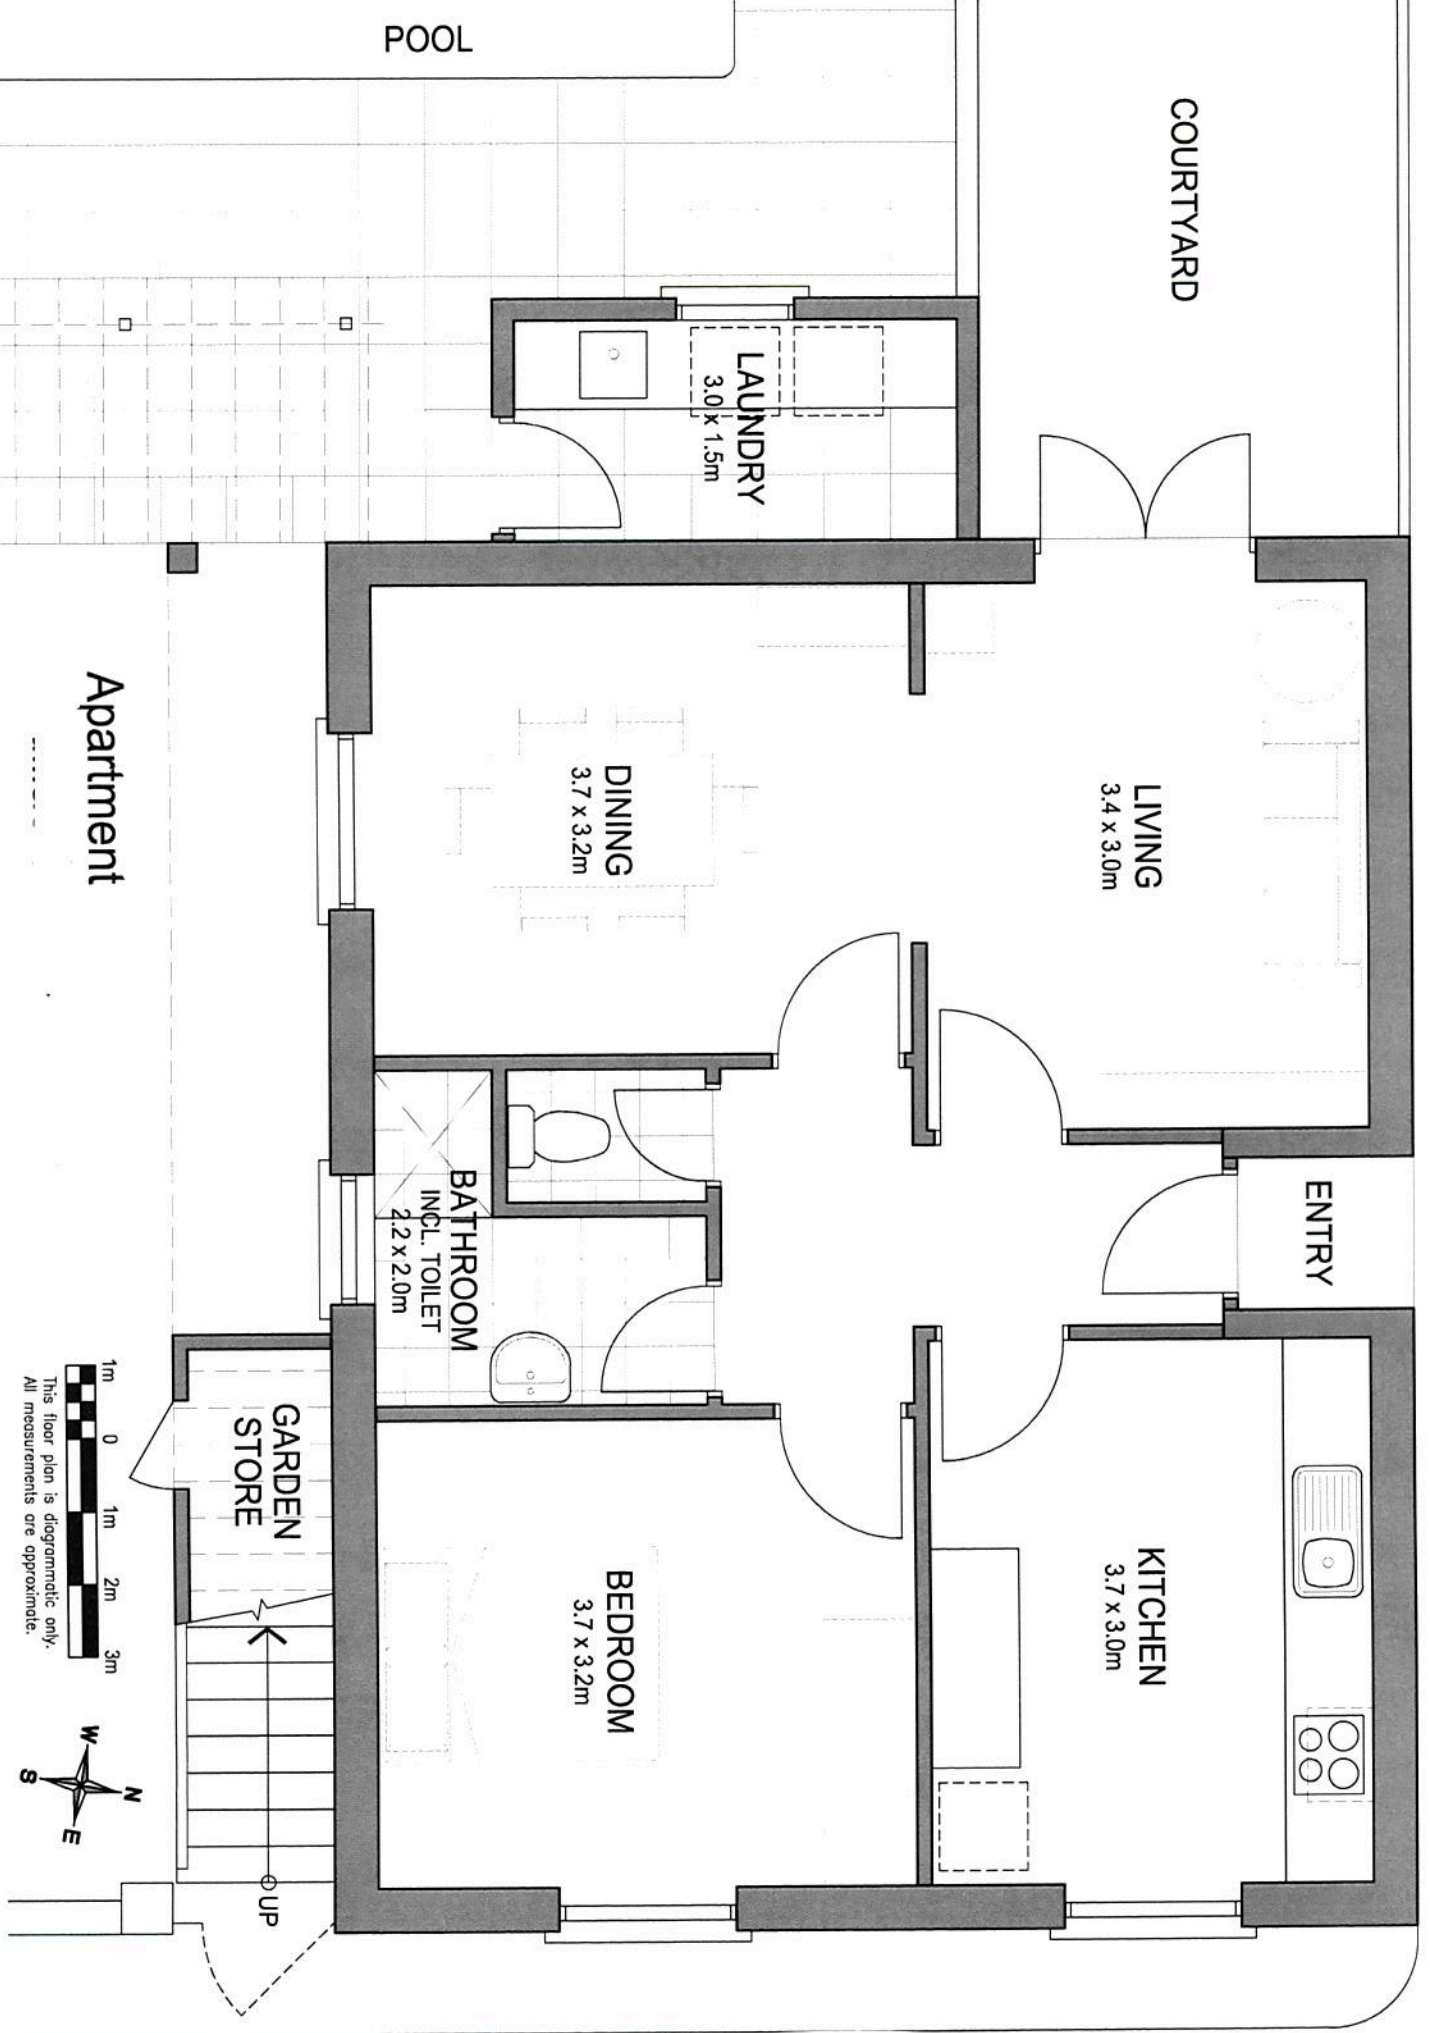 POOL
COURTYARD
LAUNDRY
3.0 x 1.5m
LIVING
3.4 x 3.0m
DINING
3.7 x 3.2m
ENTRY
BATHROOM
INCL. TOILET
2.2 x 2.0m
KITCHEN
3.7 x 3.0m
BEDROOM
3.7 x 3.2m
GARDEN
STORE
UP
Apartment
1m 0 1m 2m 3m
This floor plan is diagrammatic only.
All measurements are approximate.
N
W
E
S